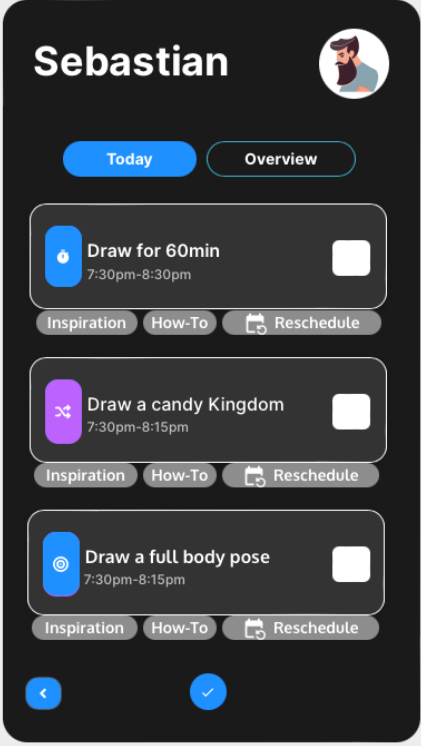 Sebastian
Today Overview
Draw for 60min
7:30pm-8:30pm
Inspiration How-To Reschedule
Draw a candy Kingdom
7:30pm-8:15pm
Inspiration How-To Reschedule
Draw a full body pose
7:30pm-8:15pm
Inspiration How-To Reschedule